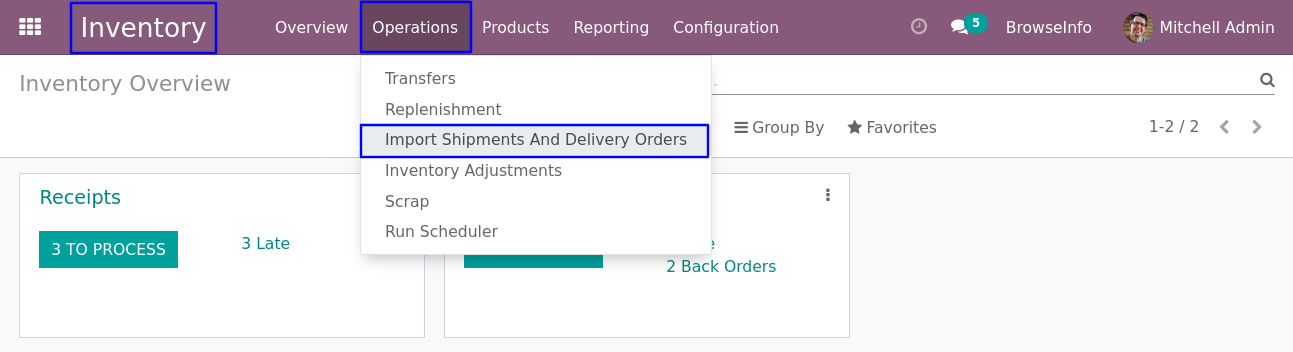 Inventory Overview Operations Products Reporting Configuration 5 BrowseInfo Mitchell Admin
Inventory Overview
Transfers
Replenishment
Import Shipments And Delivery Orders
Inventory Adjustments
Scrap
Run Scheduler
Group By Favorites 1-2 / 2
Receipts
3 TO PROCESS 3 Late
2 Back Orders